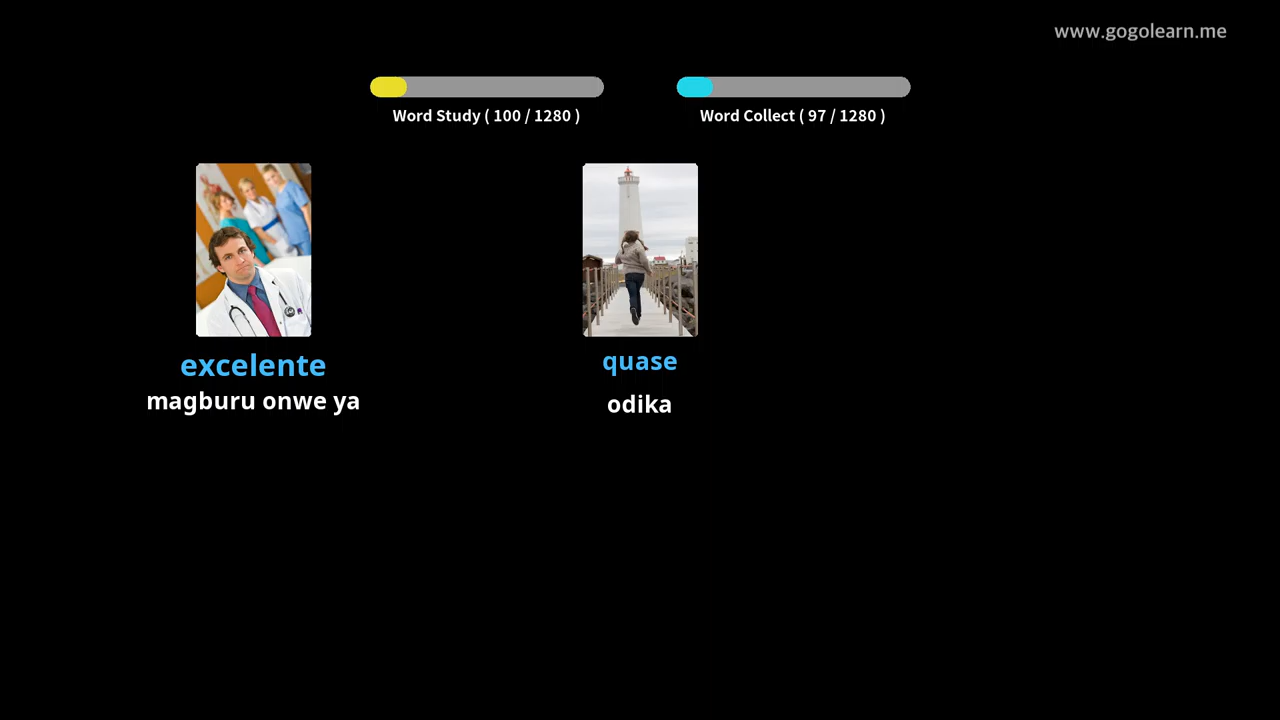 www.gogolearn.me
Word Study ( 100 / 1280 )
Word Collect ( 97 / 1280 )
excelente
magburu onwe ya
quase
odika